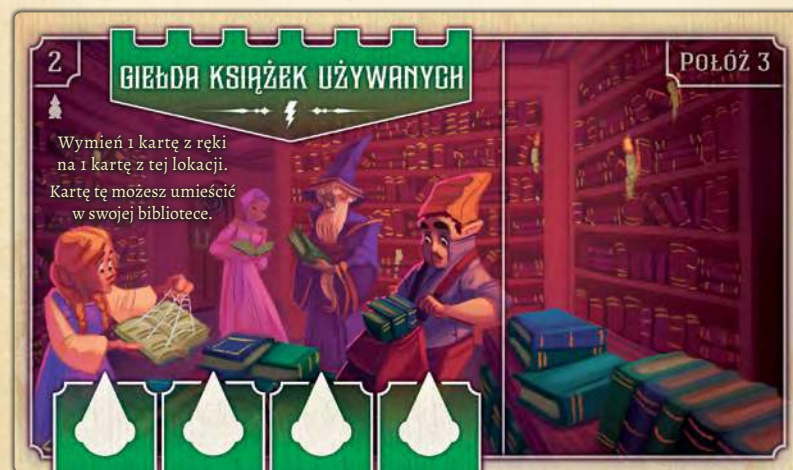 2
GIEŁDA KSIĄŻEK UŻYWANYCH
POŁÓŻ 3
Wymień 1 kartę z ręki
na 1 kartę z tej lokacji.
Kartę tę możesz umieścić
w swojej bibliotece.